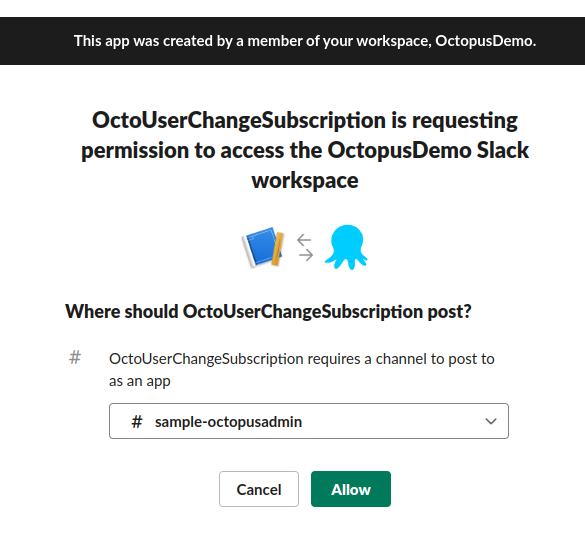 This app was created by a member of your workspace, OctopusDemo.
OctoUserChangeSubscription is requesting
permission to access the OctopusDemo Slack
workspace
Where should OctoUserChangeSubscription post?
# OctoUserChangeSubscription requires a channel to post to
as an app
# sample-octopusadmin
Cancel Allow